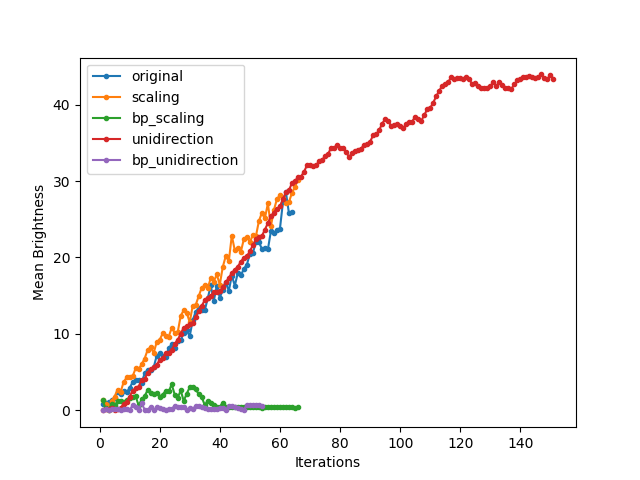 original
scaling
bp_scaling
unidirection
bp_unidirection
40
30
20
10
0
Mean Brightness
0 20 40 60 80 100 120 140
Iterations